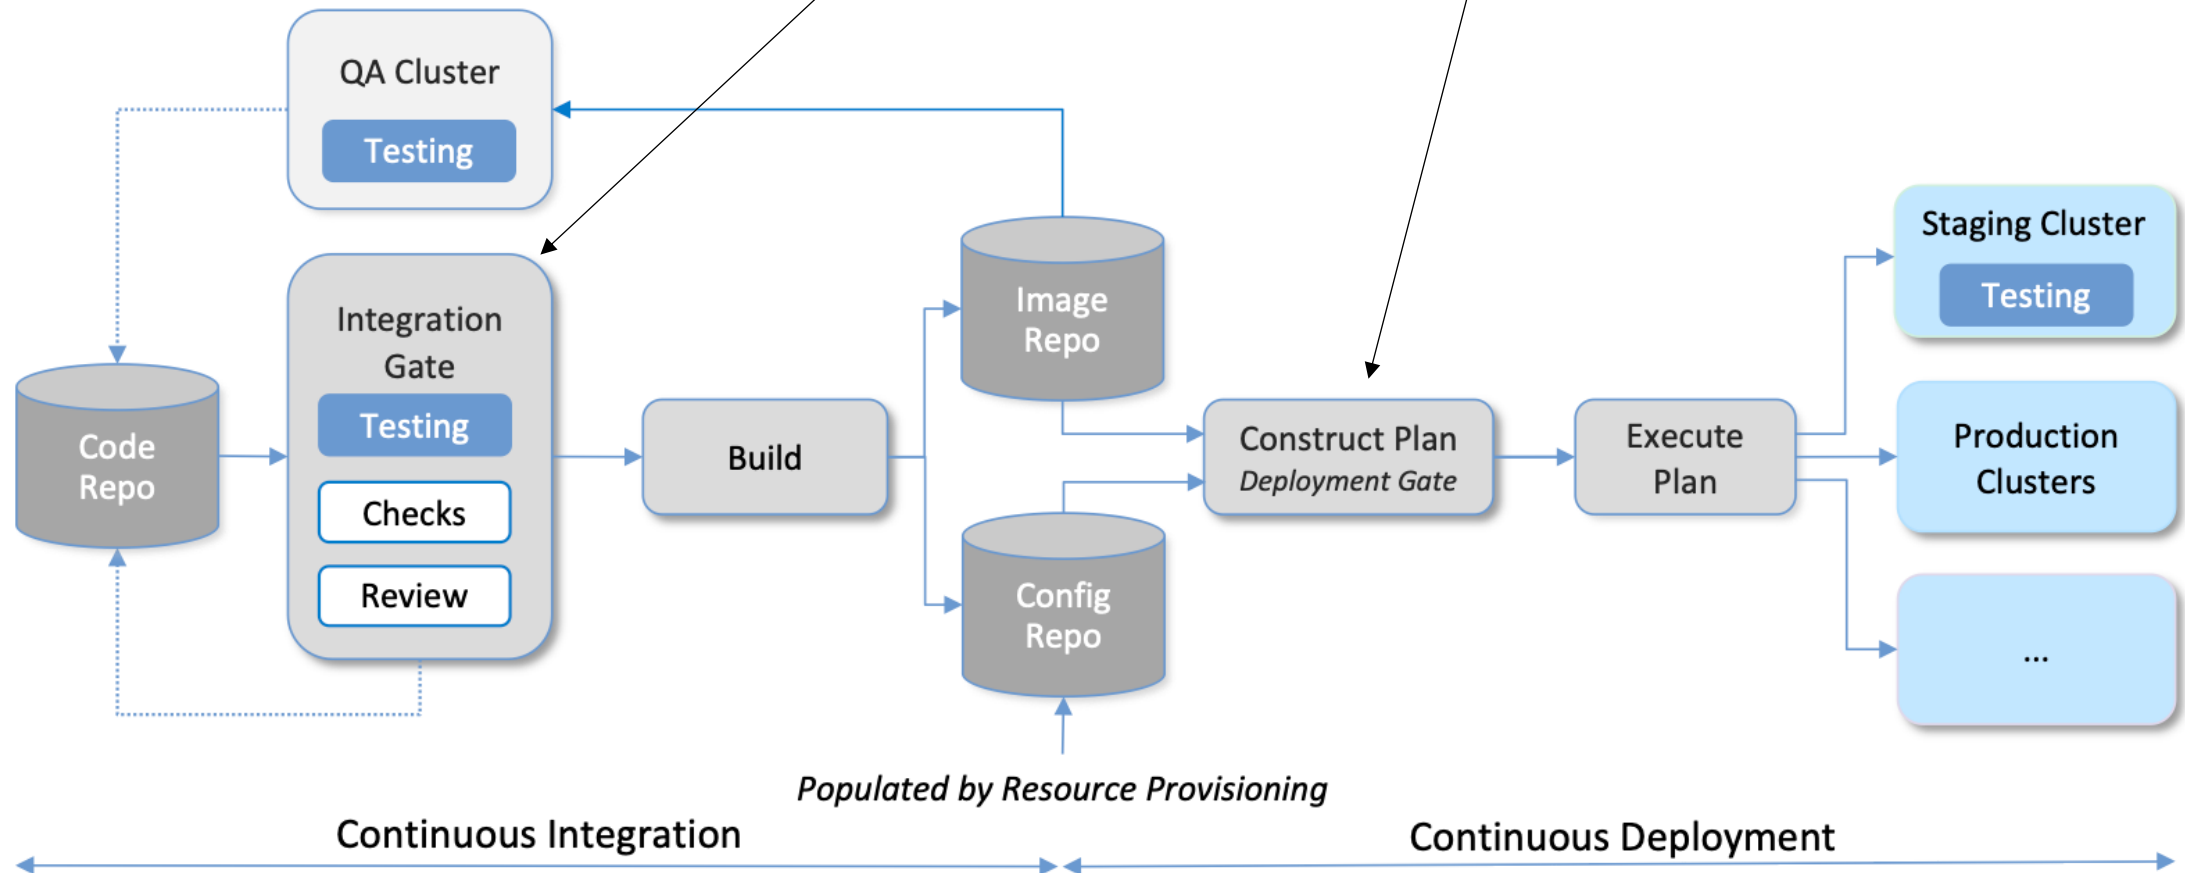 QA Cluster
Testing
Integration
Gate
Testing
Checks
Review
Code
Repo
Build
Image
Repo
Config
Repo
Construct Plan
Deployment Gate
Execute
Plan
Staging Cluster
Testing
Production
Clusters
...
Populated by Resource Provisioning
Continuous Integration
Continuous Deployment